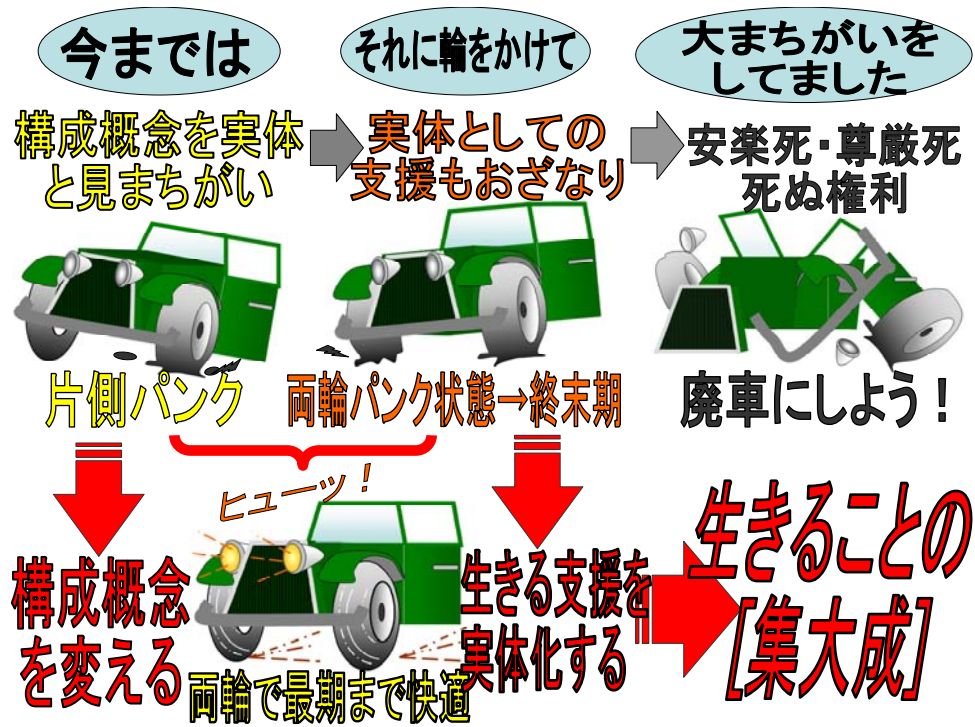 今までは
それに輪をかけて
大まちがいを
してました
構成概念を実体
と見まちがい
実体としての
支援もおざなり
安楽死・尊厳死
死ぬ権利
片側パンク
両輪パンク状態→終末期
廃車にしよう！
ヒューッ！
構成概念
を変える
両輪で最期まで快適
生きる支援を
実体化する
生きることの
[集大成]